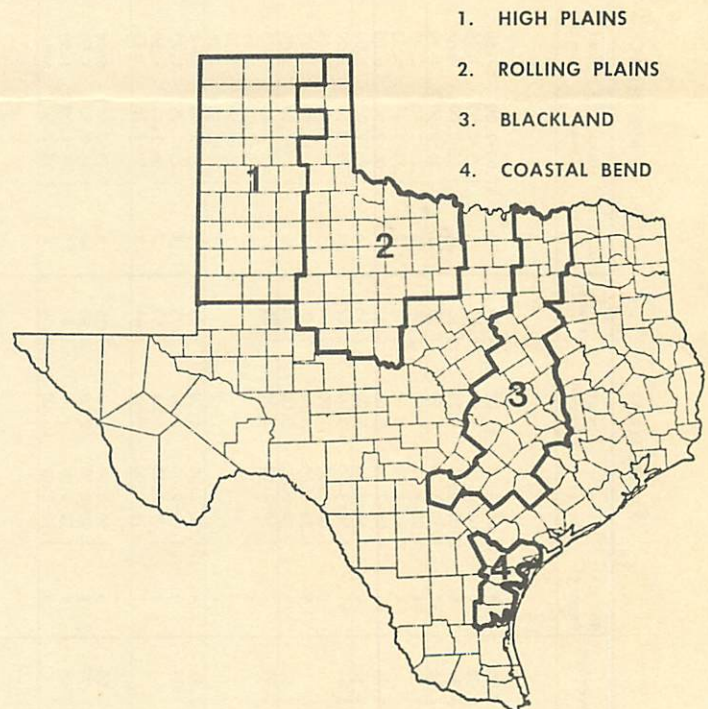 1. HIGH PLAINS
2. ROLLING PLAINS
3. BLACKLAND
4. COASTAL BEND
1
2
3
4